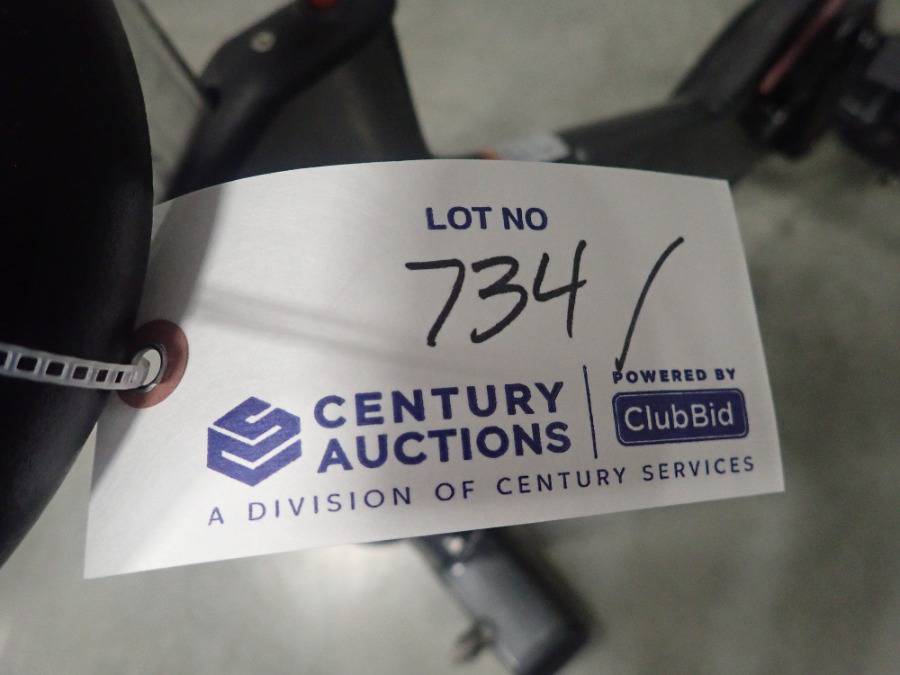 LOT NO
734
CENTURY
AUCTIONS
POWERED BY
ClubBid
A DIVISION OF CENTURY SERVICES